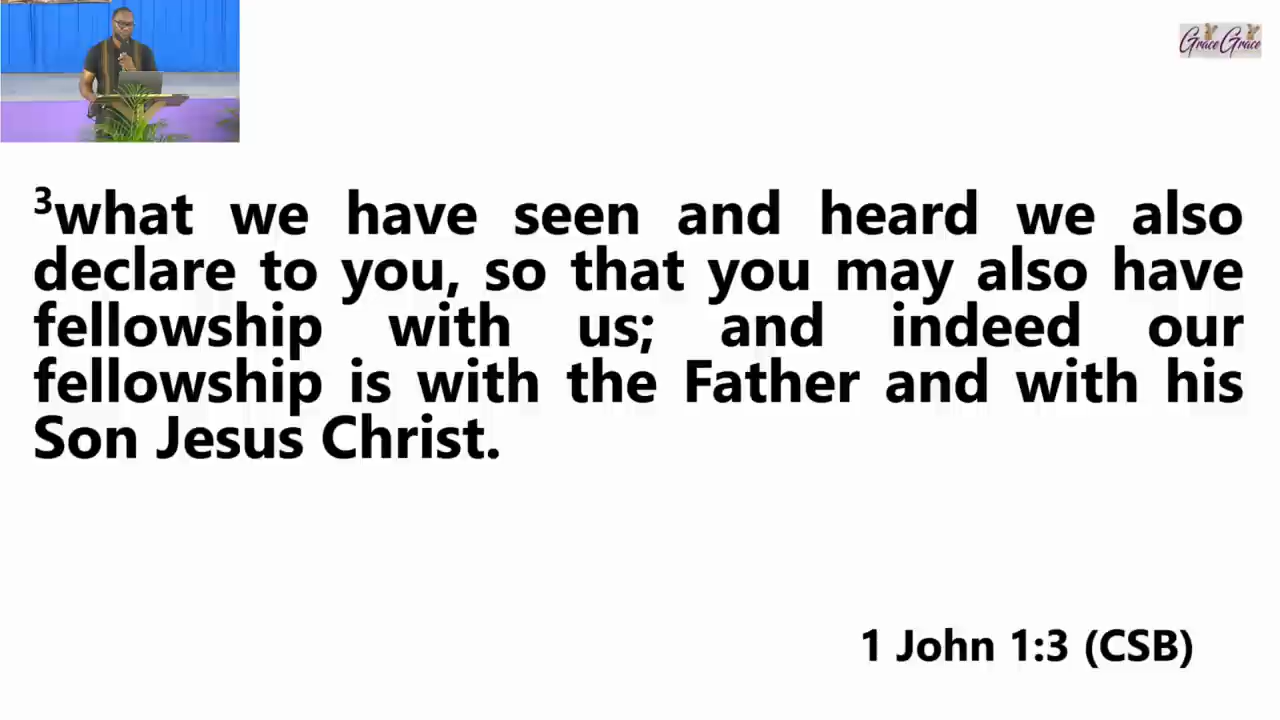 Grace Grace
³what we have seen and heard we also
declare to you, so that you may also have
fellowship with us; and indeed our
fellowship is with the Father and with his
Son Jesus Christ.
1 John 1:3 (CSB)